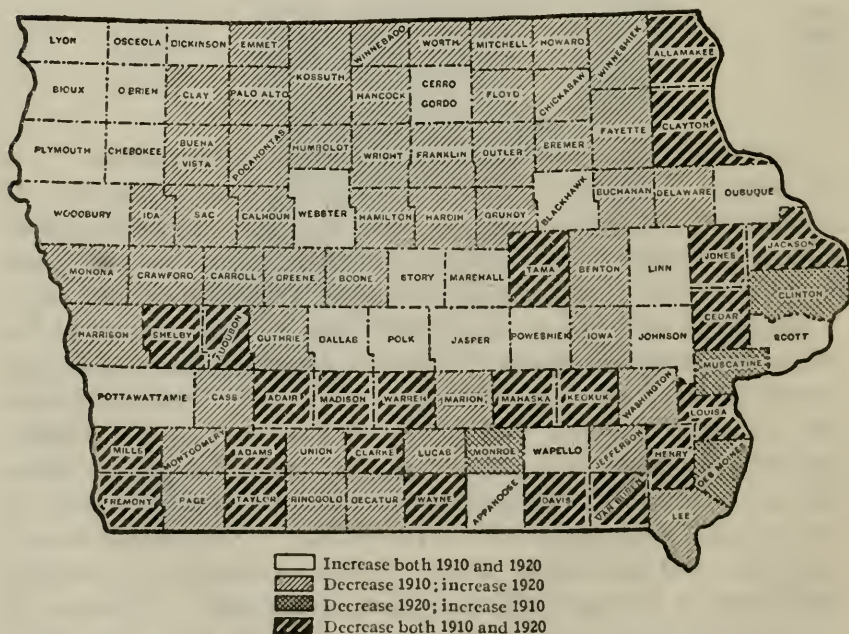 LYON OSCEOLA DICKINSON EMMET WINNEBAGO WORTH MITCHELL HOWARD WINNESHIEK ALLAMAKEE
KOSSUTH
SIOUX O'BRIEN CLAY PALO ALTO HANCOCK CERRO GORDO FLOYD CHICKASAW
FAYETTE CLAYTON
PLYMOUTH CHEROKEE BUENA VISTA POCAHONTAS HUMBOLDT WRIGHT FRANKLIN BUTLER BREMER
WOODBURY IDA SAC CALHOUN WEBSTER HAMILTON HARDIN GRUNDY BLACKHAWK BUCHANAN DELAWARE DUBUQUE
MONONA CRAWFORD CARROLL GREENE BOONE STORY MARSHALL TAMA BENTON LINN JONES JACKSON
CLINTON
HARRISON SHELBY AUDUBON GUTHRIE DALLAS POLK JASPER POWESHIEK IOWA JOHNSON CEDAR SCOTT
MUSCATINE
POTTAWATTAMIE CASS ADAIR MADISON WARREN MARION MAHASKA KEOKUK WASHINGTON LOUISA
MILLS MONTGOMERY ADAMS UNION CLARKE LUCAS MONROE WAPELLO JEFFERSON HENRY DES MOINES
FREMONT PAGE TAYLOR RINGGOLD DECATUR WAYNE APPANOOSE DAVIS VAN BUREN LEE
Increase both 1910 and 1920
Decrease 1910; increase 1920
Decrease 1920; increase 1910
Decrease both 1910 and 1920